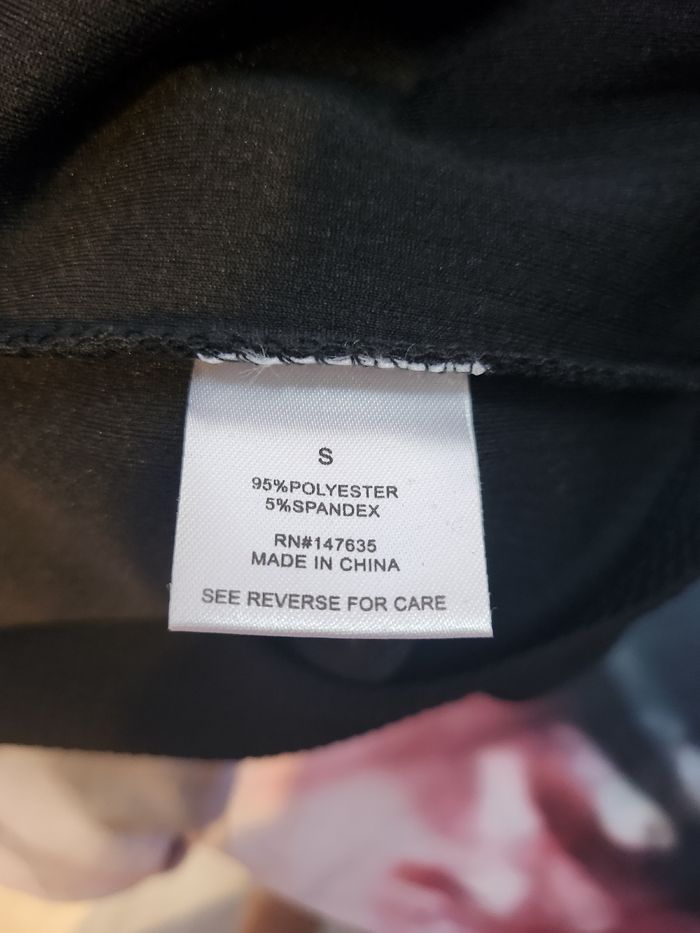 S
95%POLYESTER
5%SPANDEX
RN#147635
MADE IN CHINA
SEE REVERSE FOR CARE